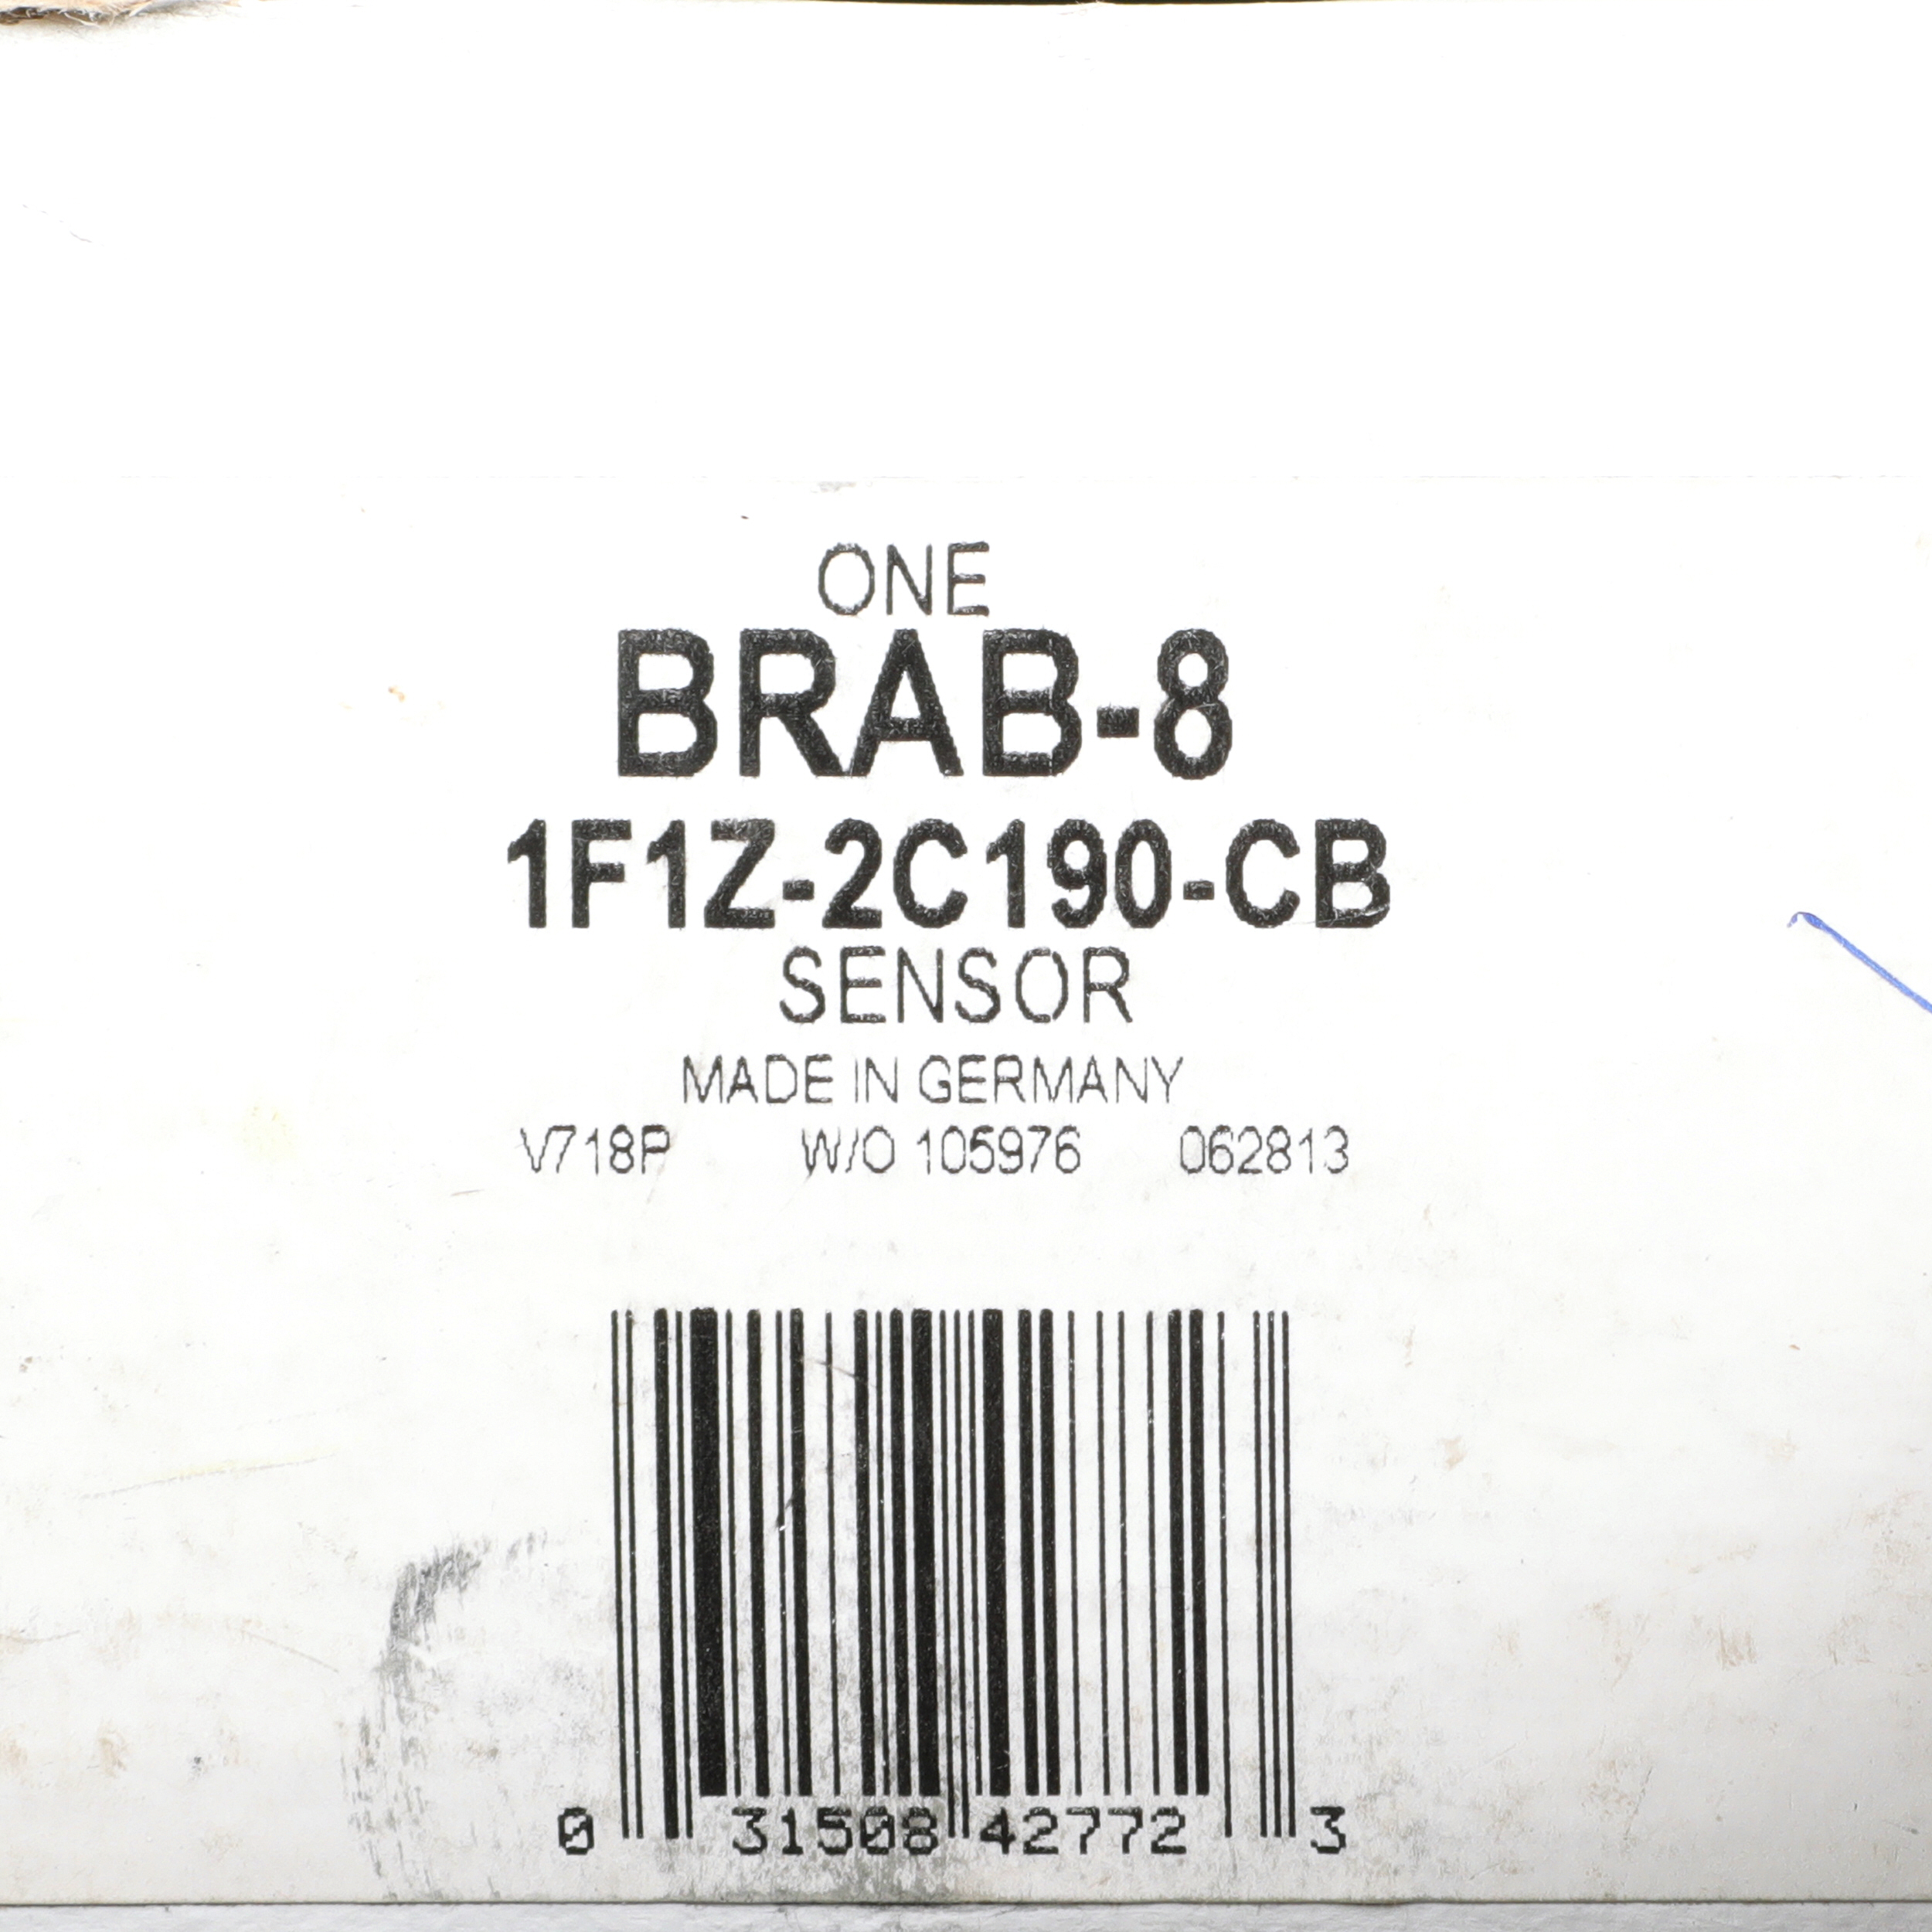 ONE
BRAB-8
1F1Z-2C190-CB
SENSOR
MADE IN GERMANY
V718P W/O 105976 062813
0 31508 42772 3